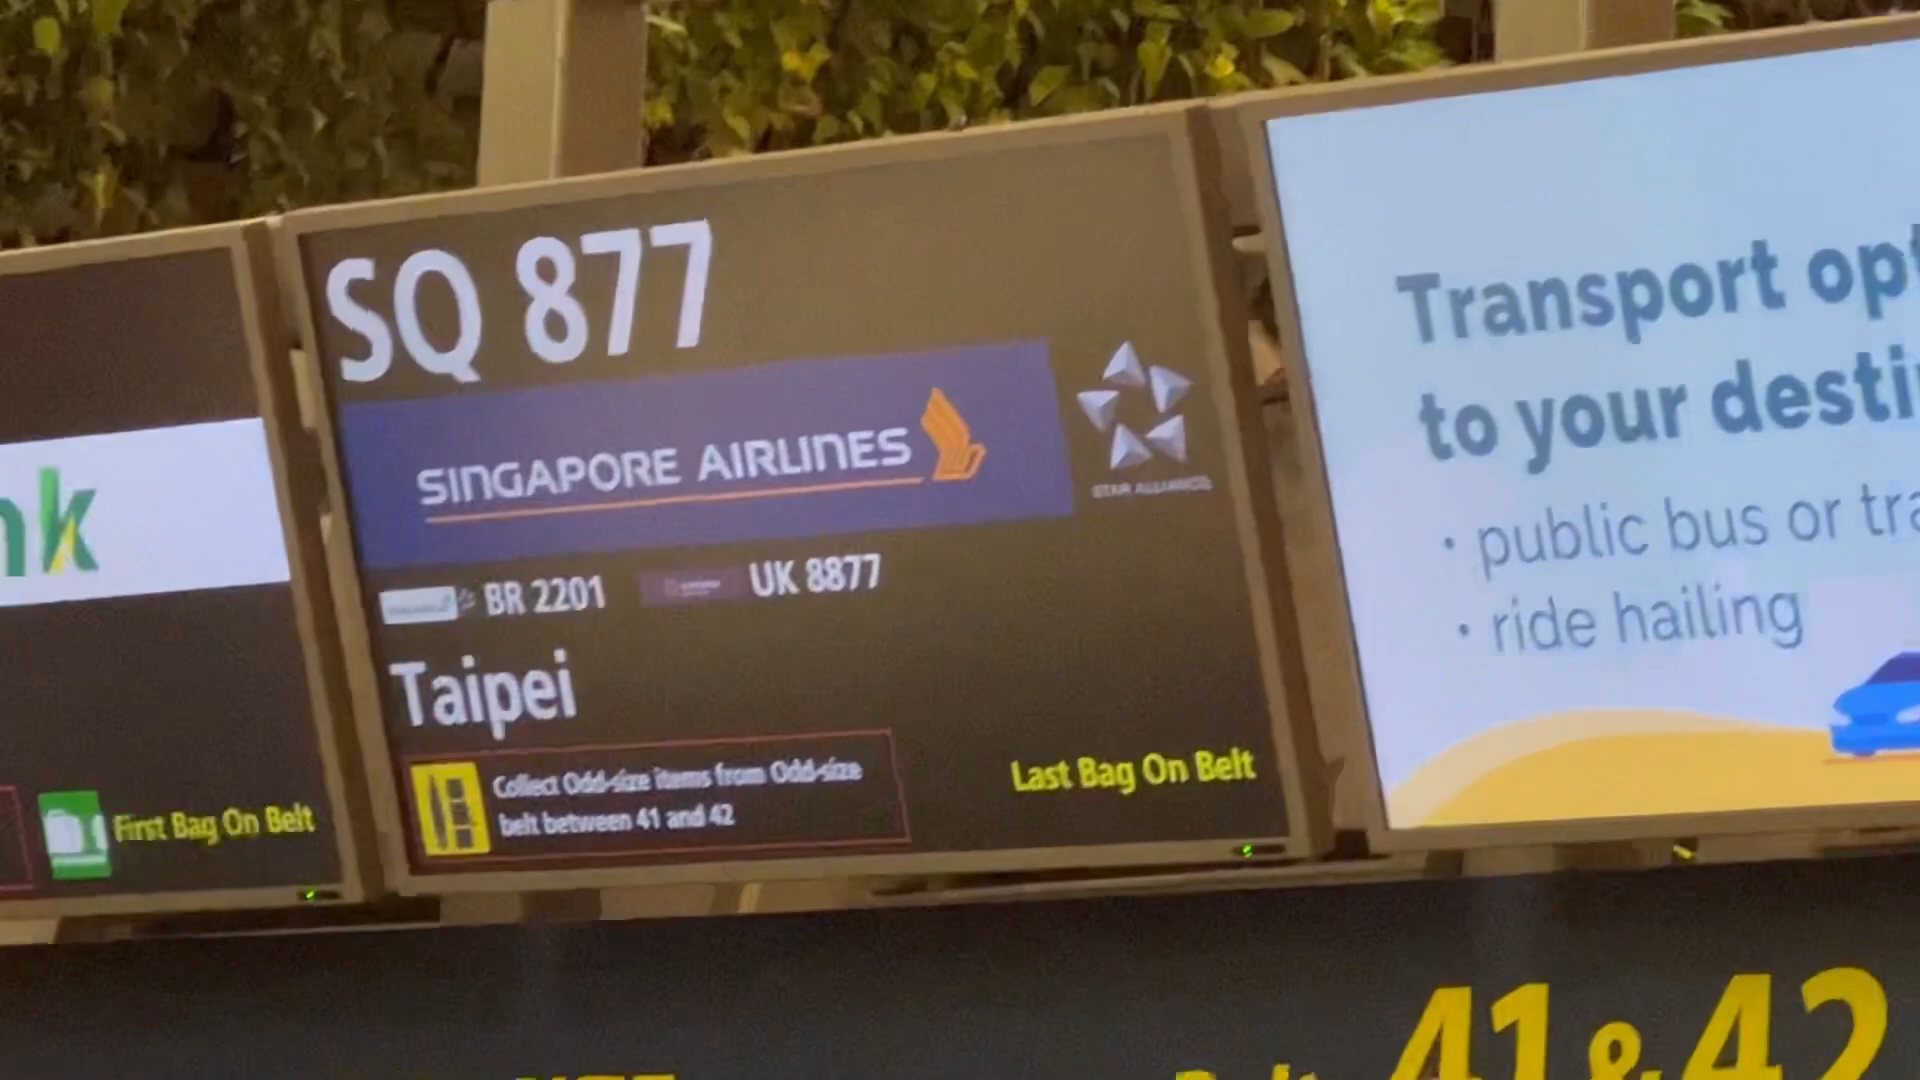 nk
First Bag On Belt
SQ 877
SINGAPORE AIRLINES
STAR ALLIANCE
BR 2201 UK 8877
Taipei
Collect Odd-size items from Odd-size
belt between 41 and 42
Last Bag On Belt
Transport opt
to your desti
· public bus or tra
· ride hailing
41 & 42